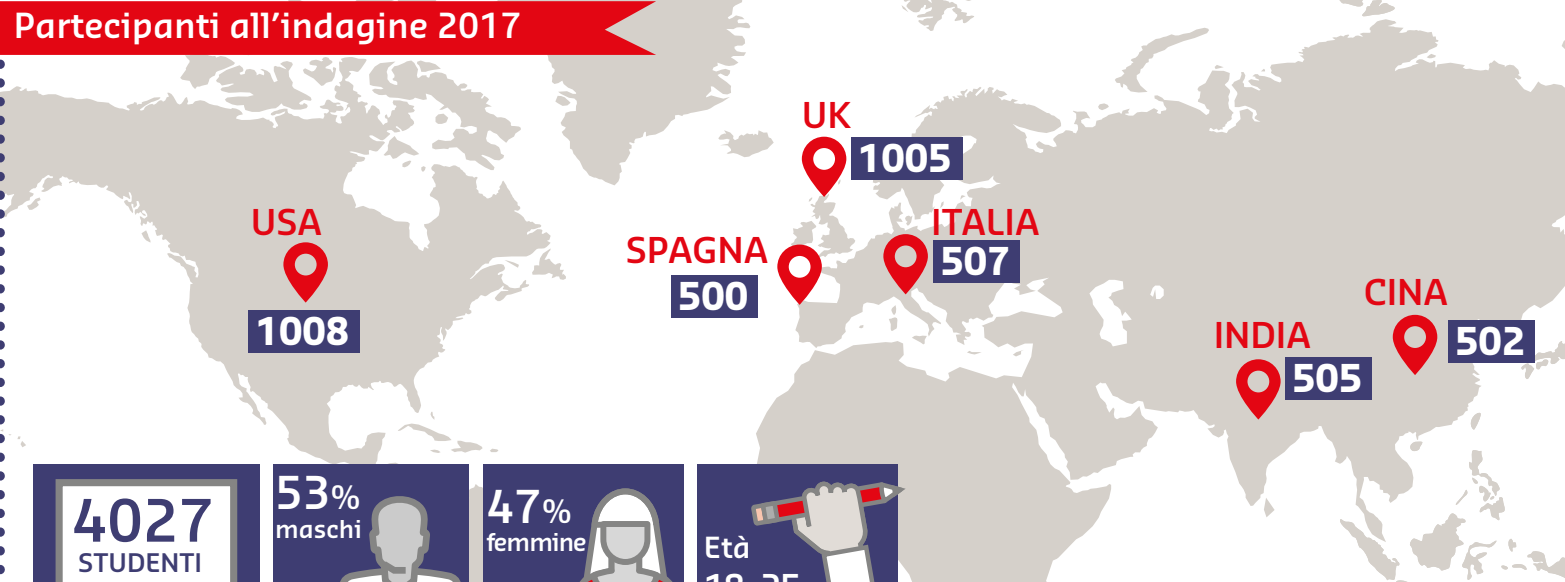 Partecipanti all'indagine 2017
UK
1005
USA
1008
SPAGNA
500
ITALIA
507
CINA
502
INDIA
505
4027
STUDENTI
53%
maschi
47%
femmine
Età